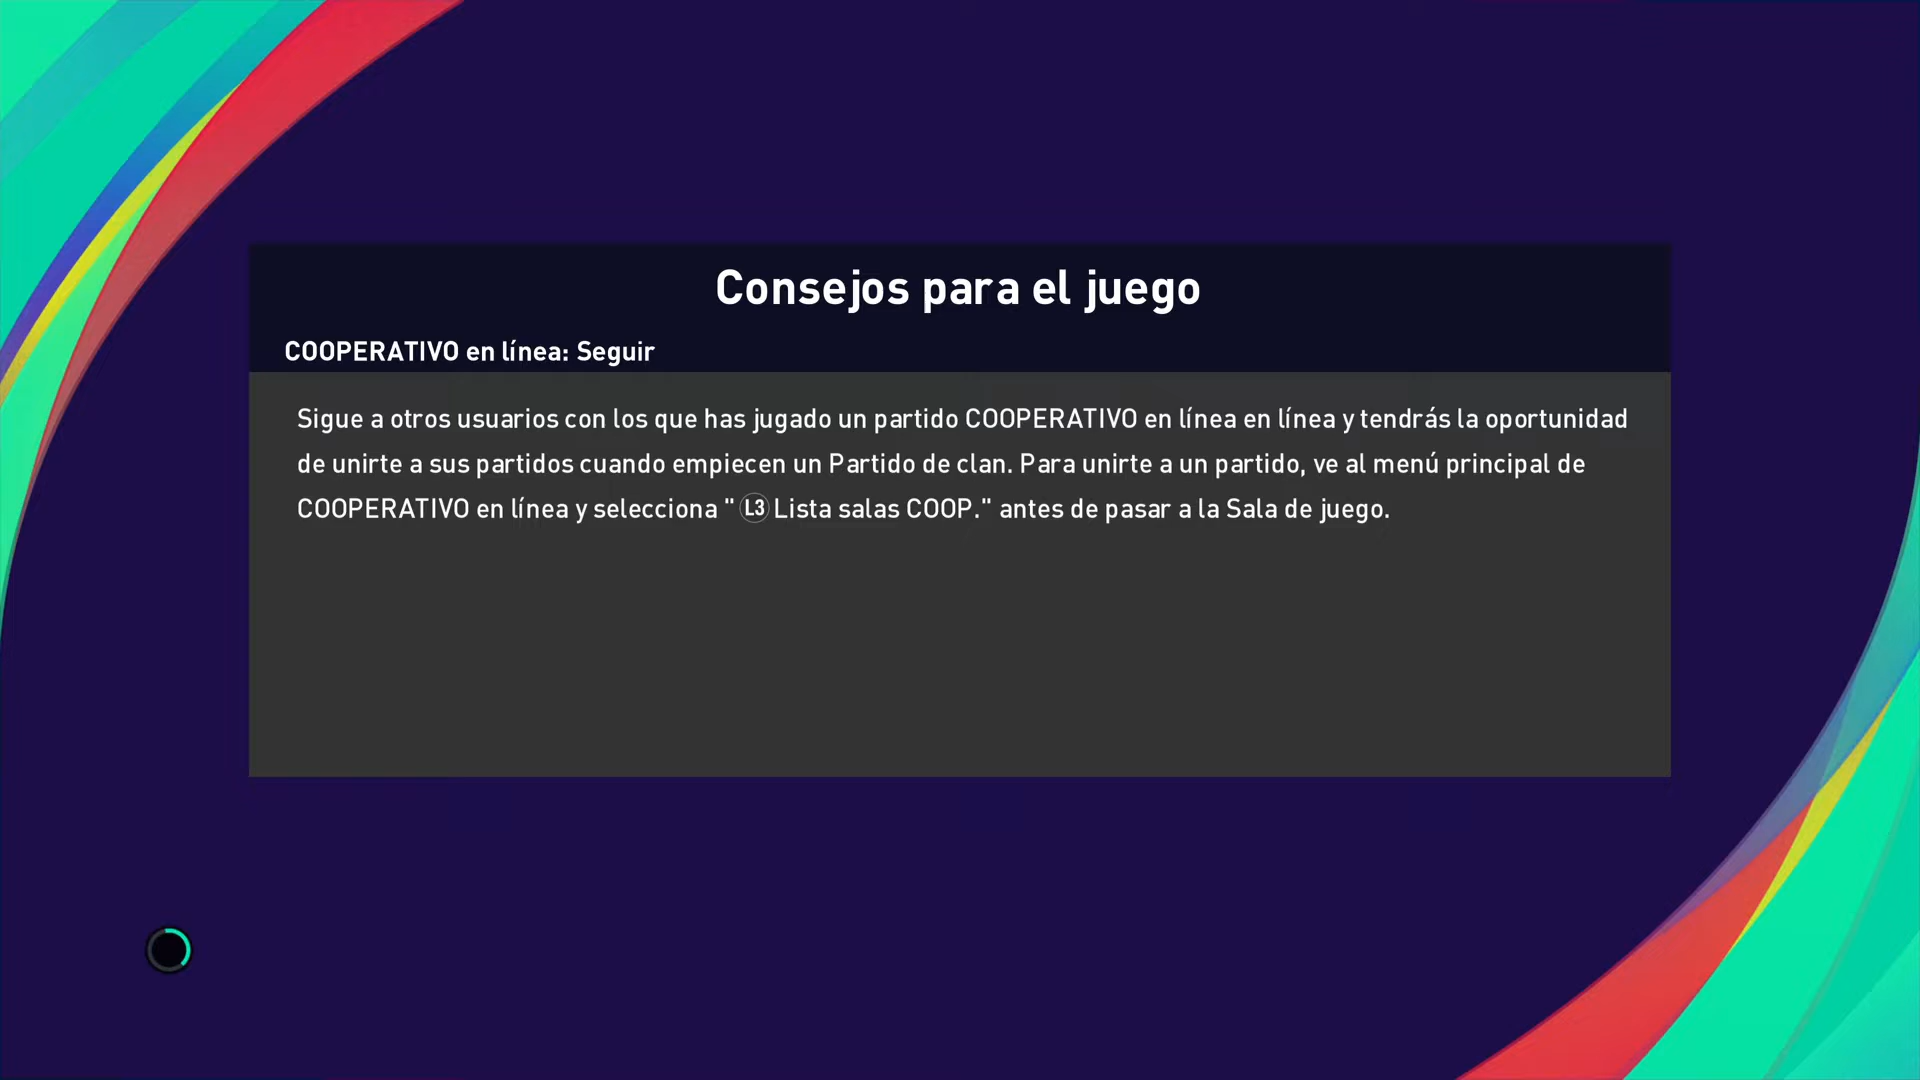 Consejos para el juego
COOPERATIVO en línea: Seguir
Sigue a otros usuarios con los que has jugado un partido COOPERATIVO en línea en línea y tendrás la oportunidad
de unirte a sus partidos cuando empiecen un Partido de clan. Para unirte a un partido, ve al menú principal de
COOPERATIVO en línea y selecciona " L3 Lista salas COOP." antes de pasar a la Sala de juego.